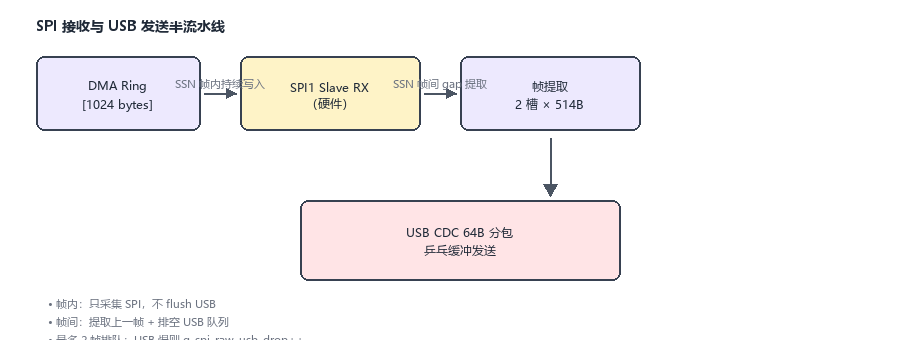 SPI 接收与 USB 发送半流水线
DMA Ring
[1024 bytes]
SSN 帧内持续写入
SPI1 Slave RX
(硬件)
SSN 帧间 gap 提取
帧提取
2 槽 × 514B
USB CDC 64B 分包
乒乓缓冲发送
• 帧内：只采集 SPI，不 flush USB
• 帧间：提取上一帧 + 排空 USB 队列